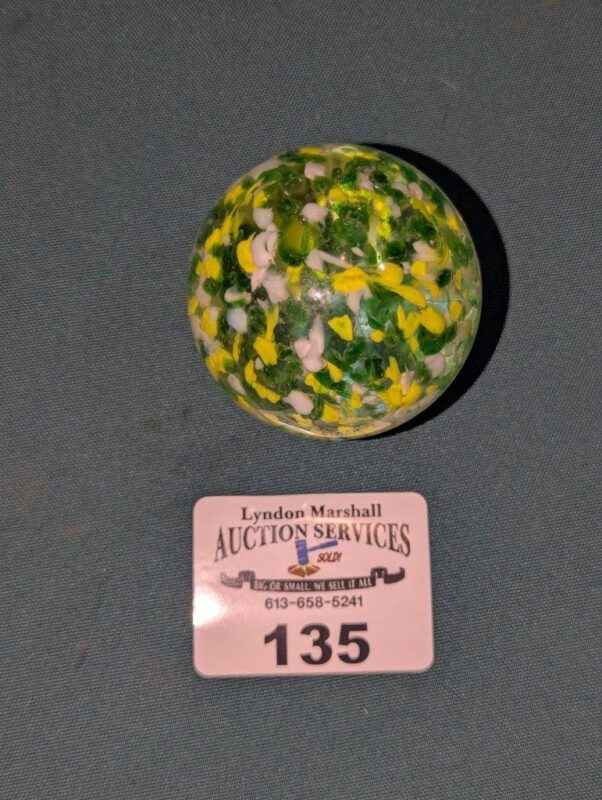 Lyndon Marshall
AUCTION SERVICES
SOLD!
BIG OR SMALL, WE SELL IT ALL
613-658-5241
135